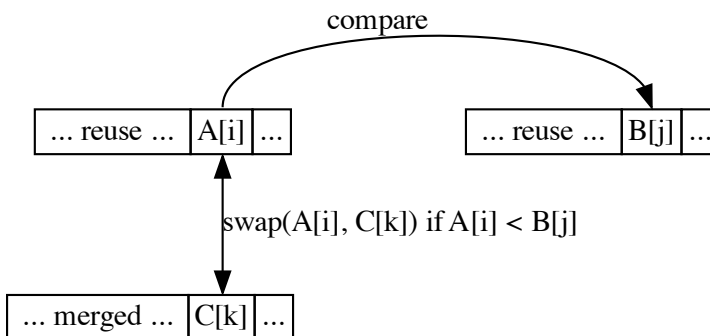 compare
... reuse ... A[i] ...
... reuse ... B[j] ...
swap(A[i], C[k]) if A[i] < B[j]
... merged ... C[k] ...